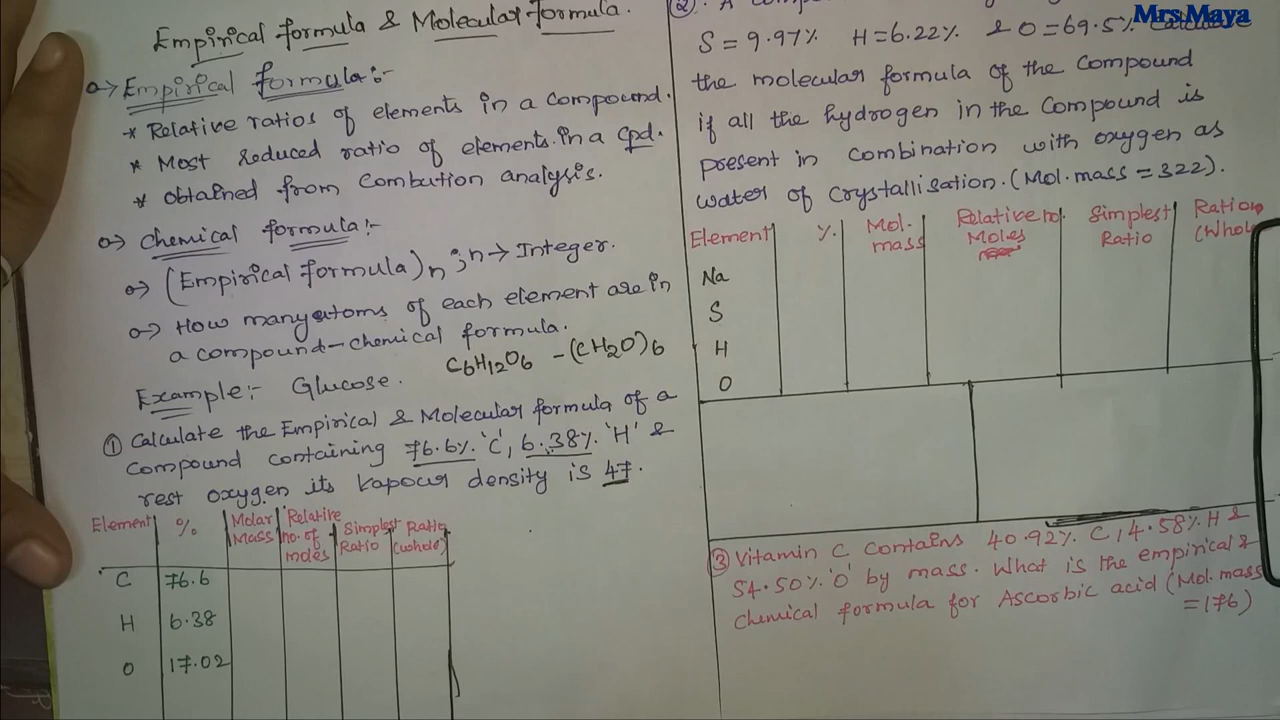 Empirical formula & Molecular formula.
Empirical formula:-
* Relative ratios of elements in a compound.
* Most reduced ratio of elements in a cpd.
* Obtained from Combution analysis.
Chemical formula:-
(Empirical formula)n ; n → Integer.
How many atoms of each element are in
a compound - chemical formula.
Example:- Glucose. C6H12O6 - (CH2O)6
① Calculate the Empirical & Molecular formula of a
Compound containing 76.6% 'C', 6.38% 'H' &
rest oxygen its vapour density is 47.
Element % Molar Mass Relative no. of moles Simplest Ratio Ratio (whole)
C 76.6
H 6.38
O 17.02
Mrs.Maya
②. A
S = 9.97% H = 6.22% & O = 69.5% Calculate
the molecular formula of the Compound
if all the hydrogen in the Compound is
present in combination with oxygen as
water of Crystallisation. (Mol. mass = 322).
Element % Mol. mass Relative no. Moles Simplest Ratio Ratio
Na
S
H
O
③ Vitamin C contains 40.92% C, 4.58% H &
54.50% 'O' by mass. What is the empirical &
chemical formula for Ascorbic acid (Mol. mass
= 176)